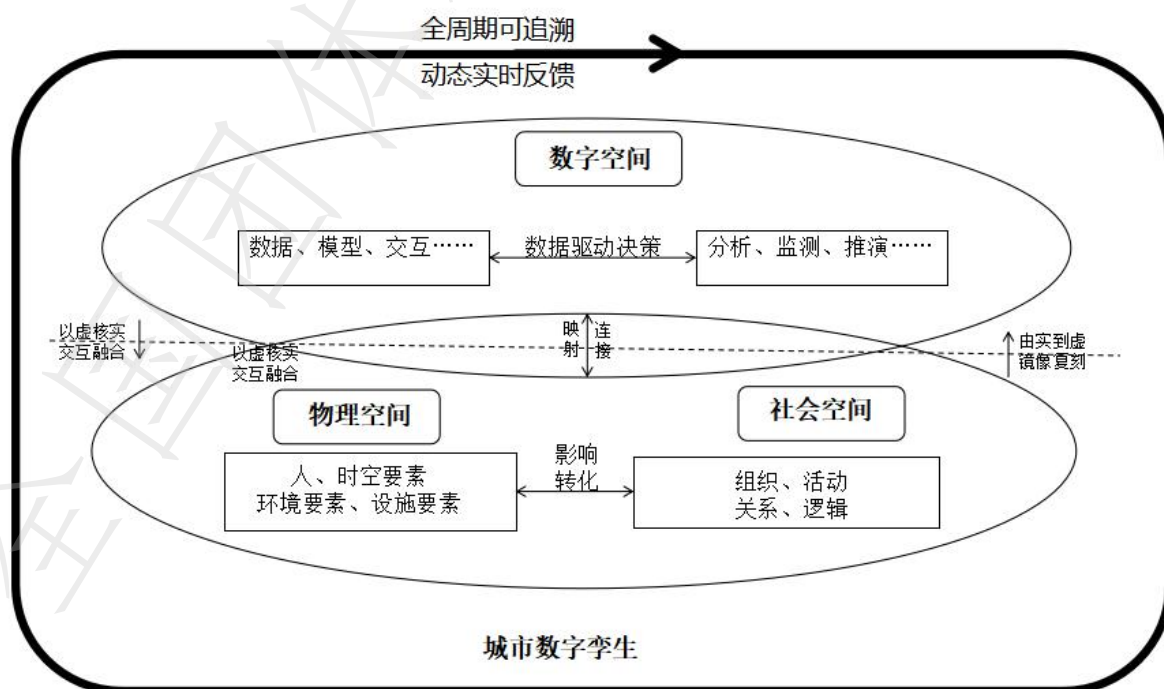 全周期可追溯
动态实时反馈
数字空间
数据、模型、交互……
数据驱动决策
分析、监测、推演……
以虚核实
交互融合
以虚核实
交互融合
映射
连接
由实到虚
镜像复刻
物理空间
社会空间
人、时空要素
环境要素、设施要素
影响
转化
组织、活动
关系、逻辑
城市数字孪生
全国团体